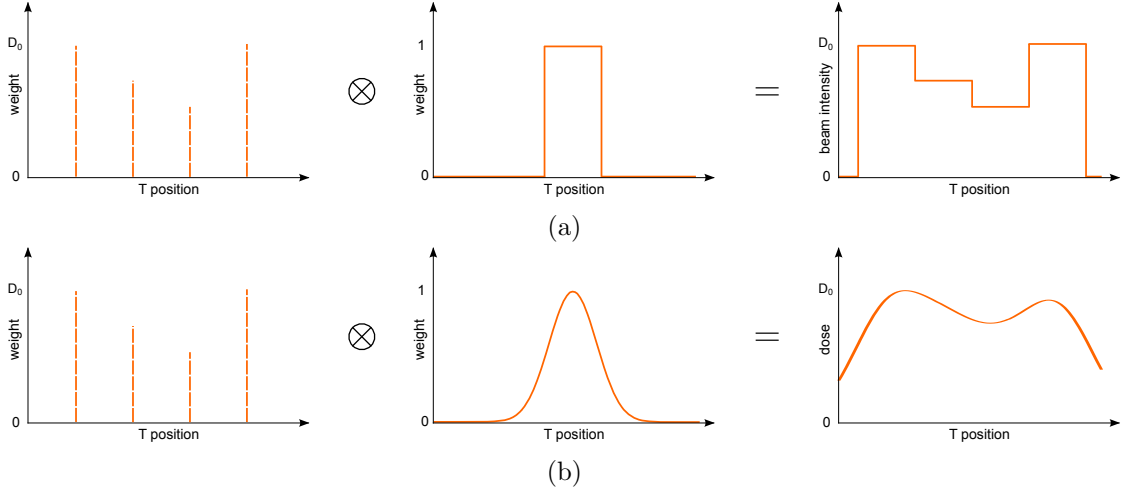 D₀
weight
0
T position
⊗
1
weight
0
T position
=
D₀
beam intensity
0
T position
(a)
D₀
weight
0
T position
⊗
1
weight
0
T position
=
D₀
dose
0
T position
(b)